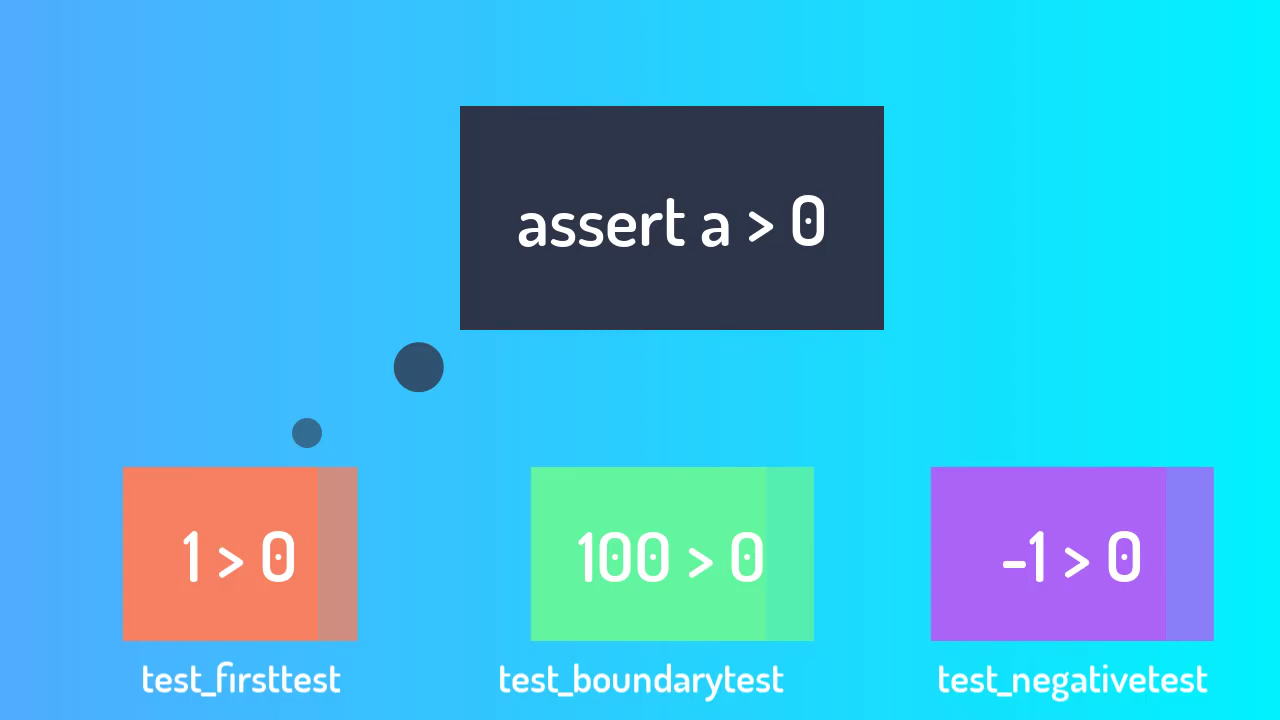 assert a > 0
1 > 0
100 > 0
-1 > 0
test_firsttest
test_boundarytest
test_negativetest